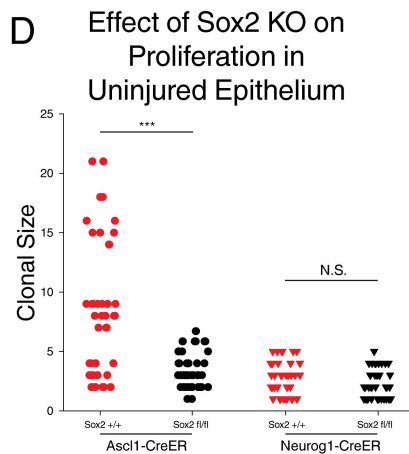 D
Effect of Sox2 KO on
Proliferation in
Uninjured Epithelium
25
20
15
10
5
0
Clonal Size
***
N.S.
Sox2 +/+ Sox2 fl/fl Sox2 +/+ Sox2 fl/fl
Ascl1-CreER Neurog1-CreER